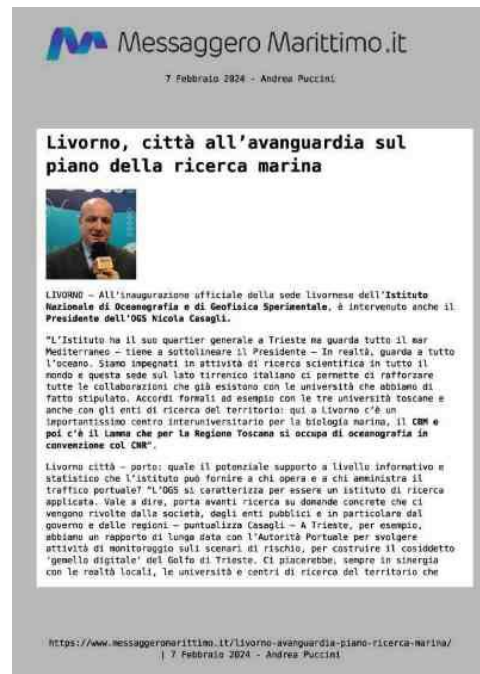 Messaggero Marittimo.it
7 Febbraio 2024 - Andrea Puccini
Livorno, città all'avanguardia sul
piano della ricerca marina
LIVORNO – All'inaugurazione ufficiale della sede livornese dell'Istituto
Nazionale di Oceanografia e di Geofisica Sperimentale, è intervenuto anche il
Presidente dell'OGS Nicola Casagli.
"L'Istituto ha il suo quartier generale a Trieste ma guarda tutto il mar
Mediterraneo – tiene a sottolineare il Presidente – In realtà, guarda a tutto
l'oceano. Siamo impegnati in attività di ricerca scientifica in tutto il
mondo e questa sede sul lato tirrenico italiano ci permette di rafforzare
tutte le collaborazioni che già esistono con le università che abbiamo di
fatto stipulato. Accordi formali ad esempio con le tre università toscane e
anche con gli enti di ricerca del territorio: qui a Livorno c'è un
importantissimo centro interuniversitario per la biologia marina, il CBM e
poi c'è il Lamma che per la Regione Toscana si occupa di oceanografia in
convenzione col CNR".
Livorno città – porto: quale il potenziale supporto a livello informativo e
statistico che l'istituto può fornire a chi opera e a chi amministra il
traffico portuale? "L'OGS si caratterizza per essere un istituto di ricerca
applicata. Vale a dire, porta avanti ricerca su domande concrete che ci
vengono rivolte dalla società, dagli enti pubblici e in particolare dal
governo e dalle regioni – puntualizza Casagli – A Trieste, per esempio,
abbiamo un rapporto di lunga data con l'Autorità Portuale per svolgere
attività di monitoraggio sull scenari di rischio, per costruire il cosiddetto
'gemello digitale' del Golfo di Trieste. Ci piacerebbe, sempre in sinergia
con le realtà locali, le università e centri di ricerca del territorio che
https://www.messaggeromarittimo.it/livorno-avanguardia-piano-ricerca-marina/
| 7 Febbraio 2024 - Andrea Puccini